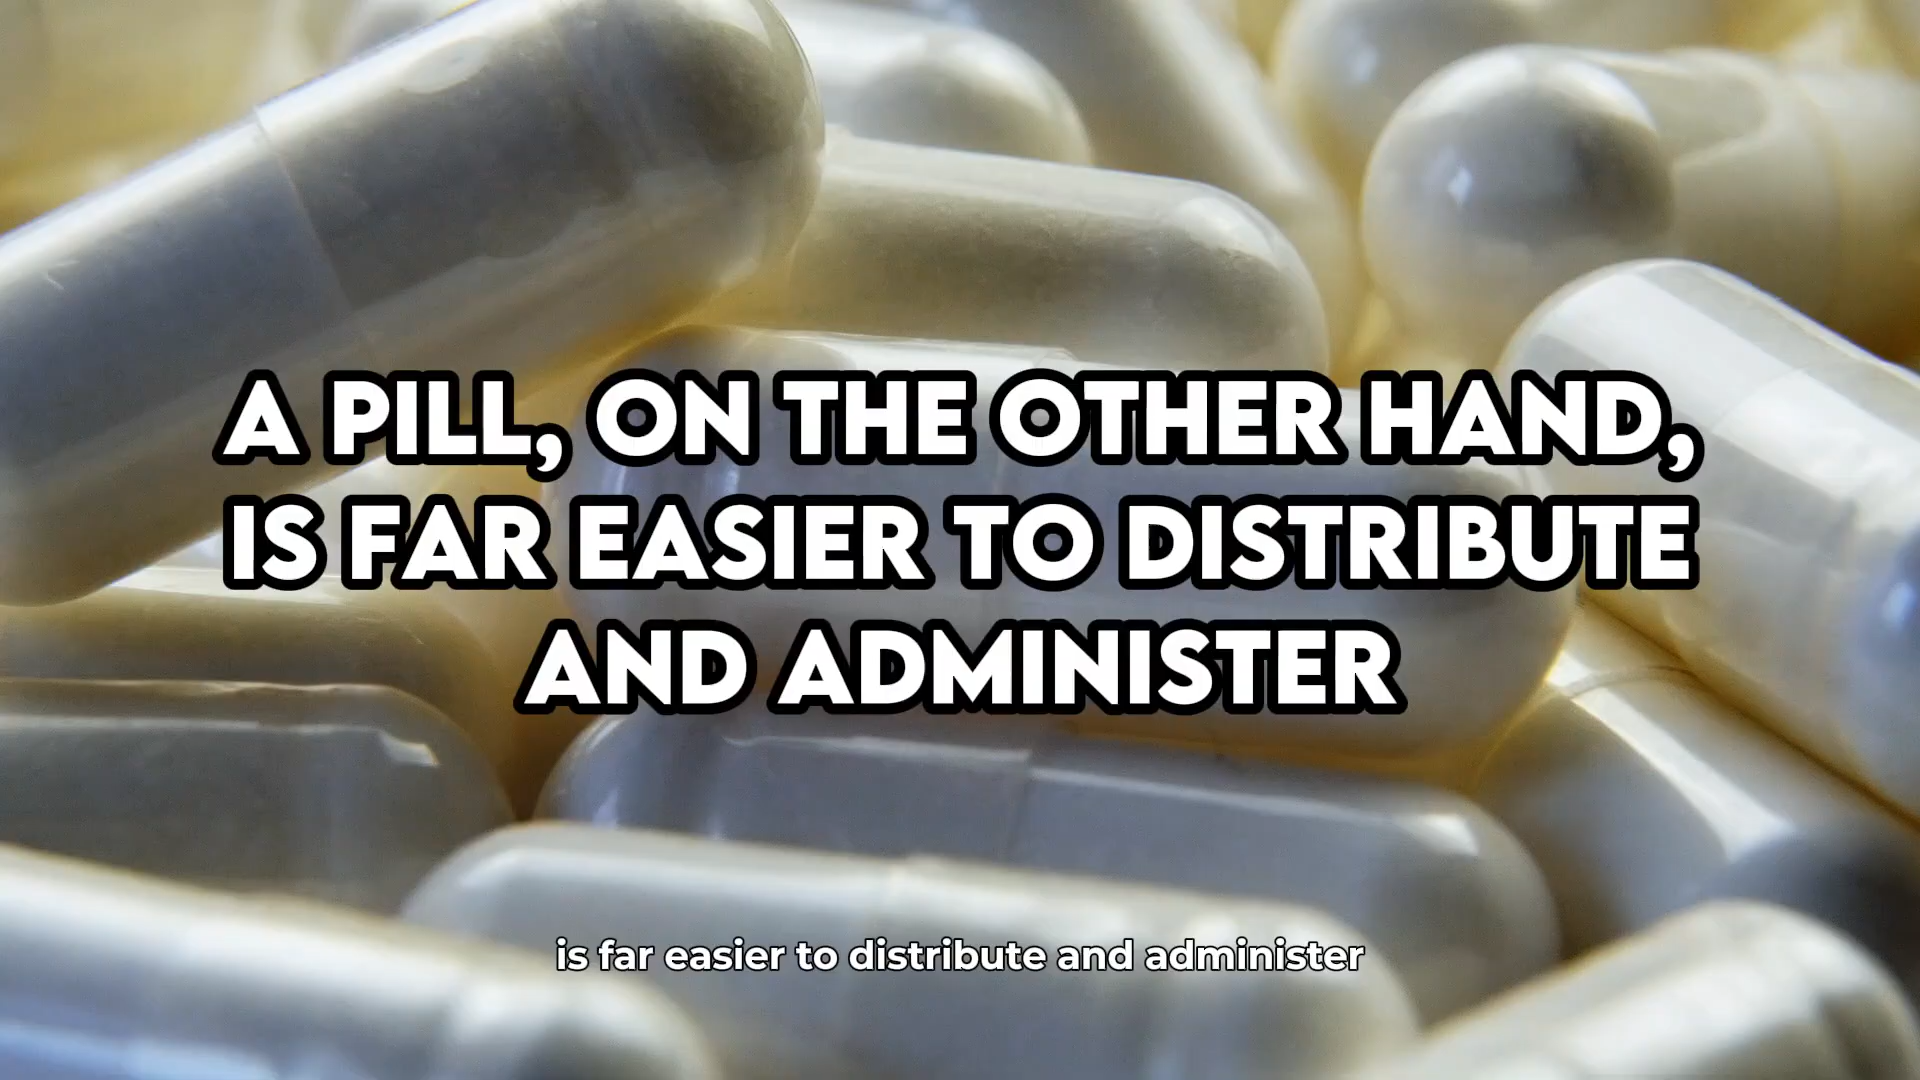 A PILL, ON THE OTHER HAND,
IS FAR EASIER TO DISTRIBUTE
AND ADMINISTER
is far easier to distribute and administer